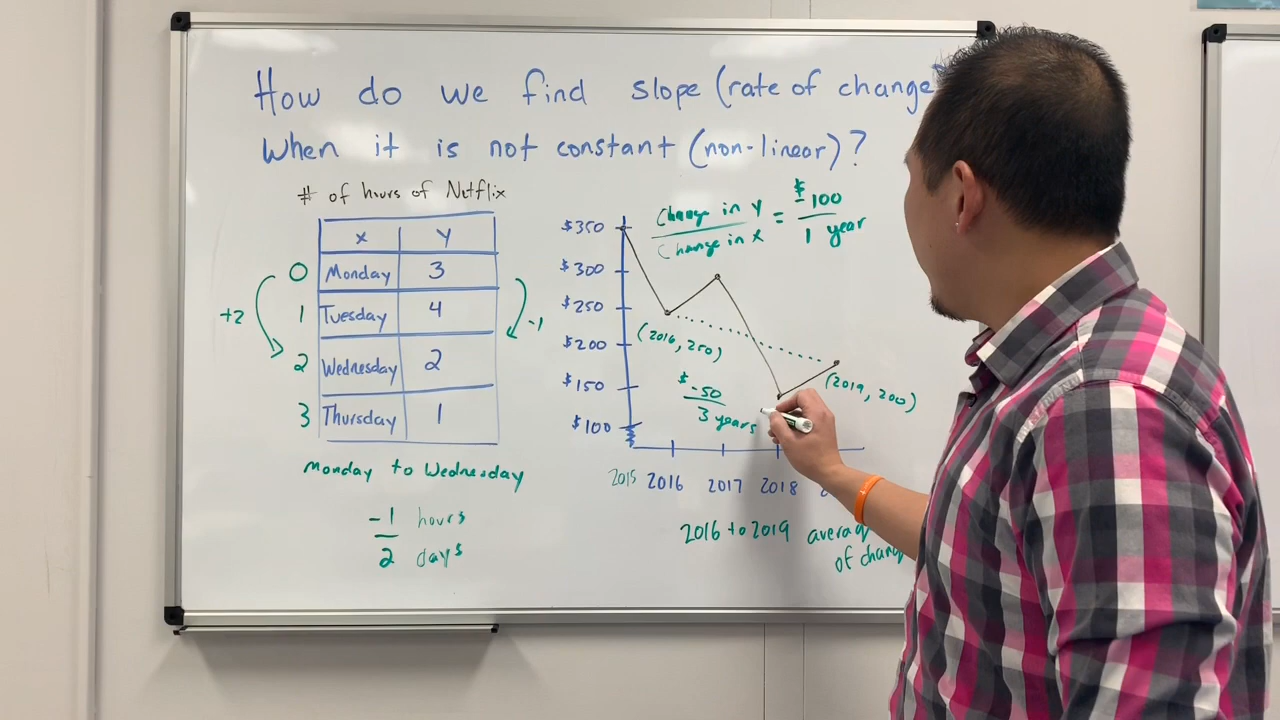 How do we find slope (rate of change
when it is not constant (non-linear)?
# of hours of Netflix
x Y
0 Monday 3
1 Tuesday 4
2 Wednesday 2
3 Thursday 1
+2
-1
Monday to Wednesday
-1 hours
2 days
Change in Y
Change in X
=
$-100
1 year
$350
$300
$250
$200
$150
$100
(2016, 250)
(2019, 200)
$-50
3 years
2015 2016 2017 2018
2016 to 2019 averag
of chang